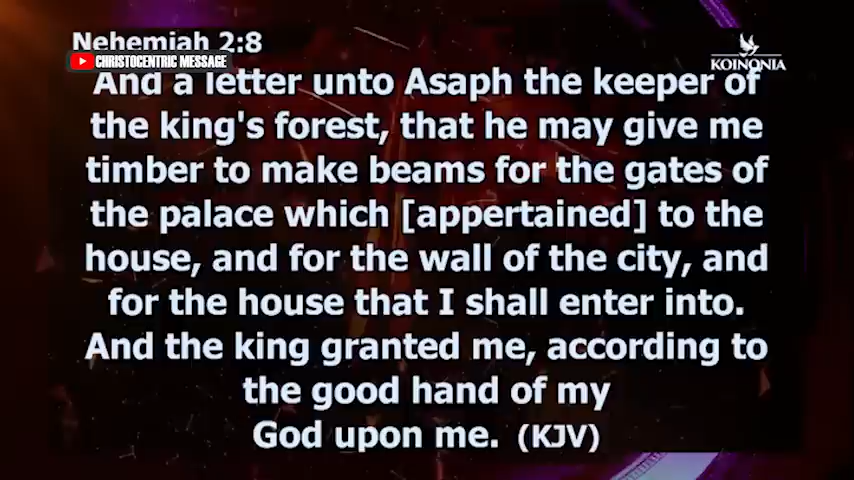 Nehemiah 2:8
CHRISTOCENTRIC MESSAGE
KOINONIA
And a letter unto Asaph the keeper of
the king's forest, that he may give me
timber to make beams for the gates of
the palace which [appertained] to the
house, and for the wall of the city, and
for the house that I shall enter into.
And the king granted me, according to
the good hand of my
God upon me. (KJV)